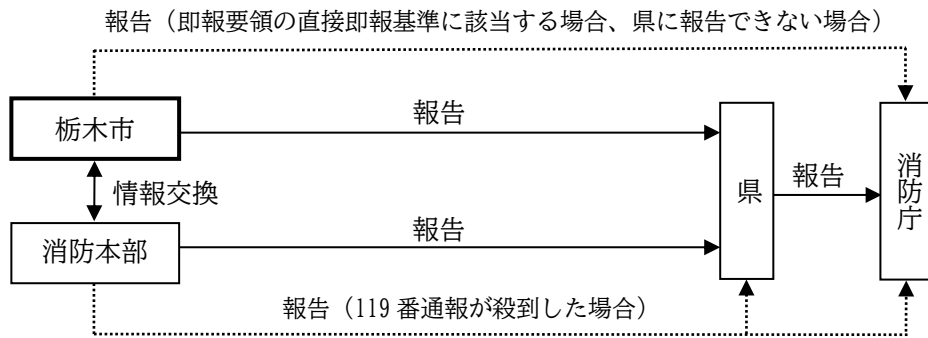 報告（即報要領の直接即報基準に該当する場合、県に報告できない場合）
栃木市
報告
情報交換
消防本部
報告
県
報告
消防庁
報告（119 番通報が殺到した場合）